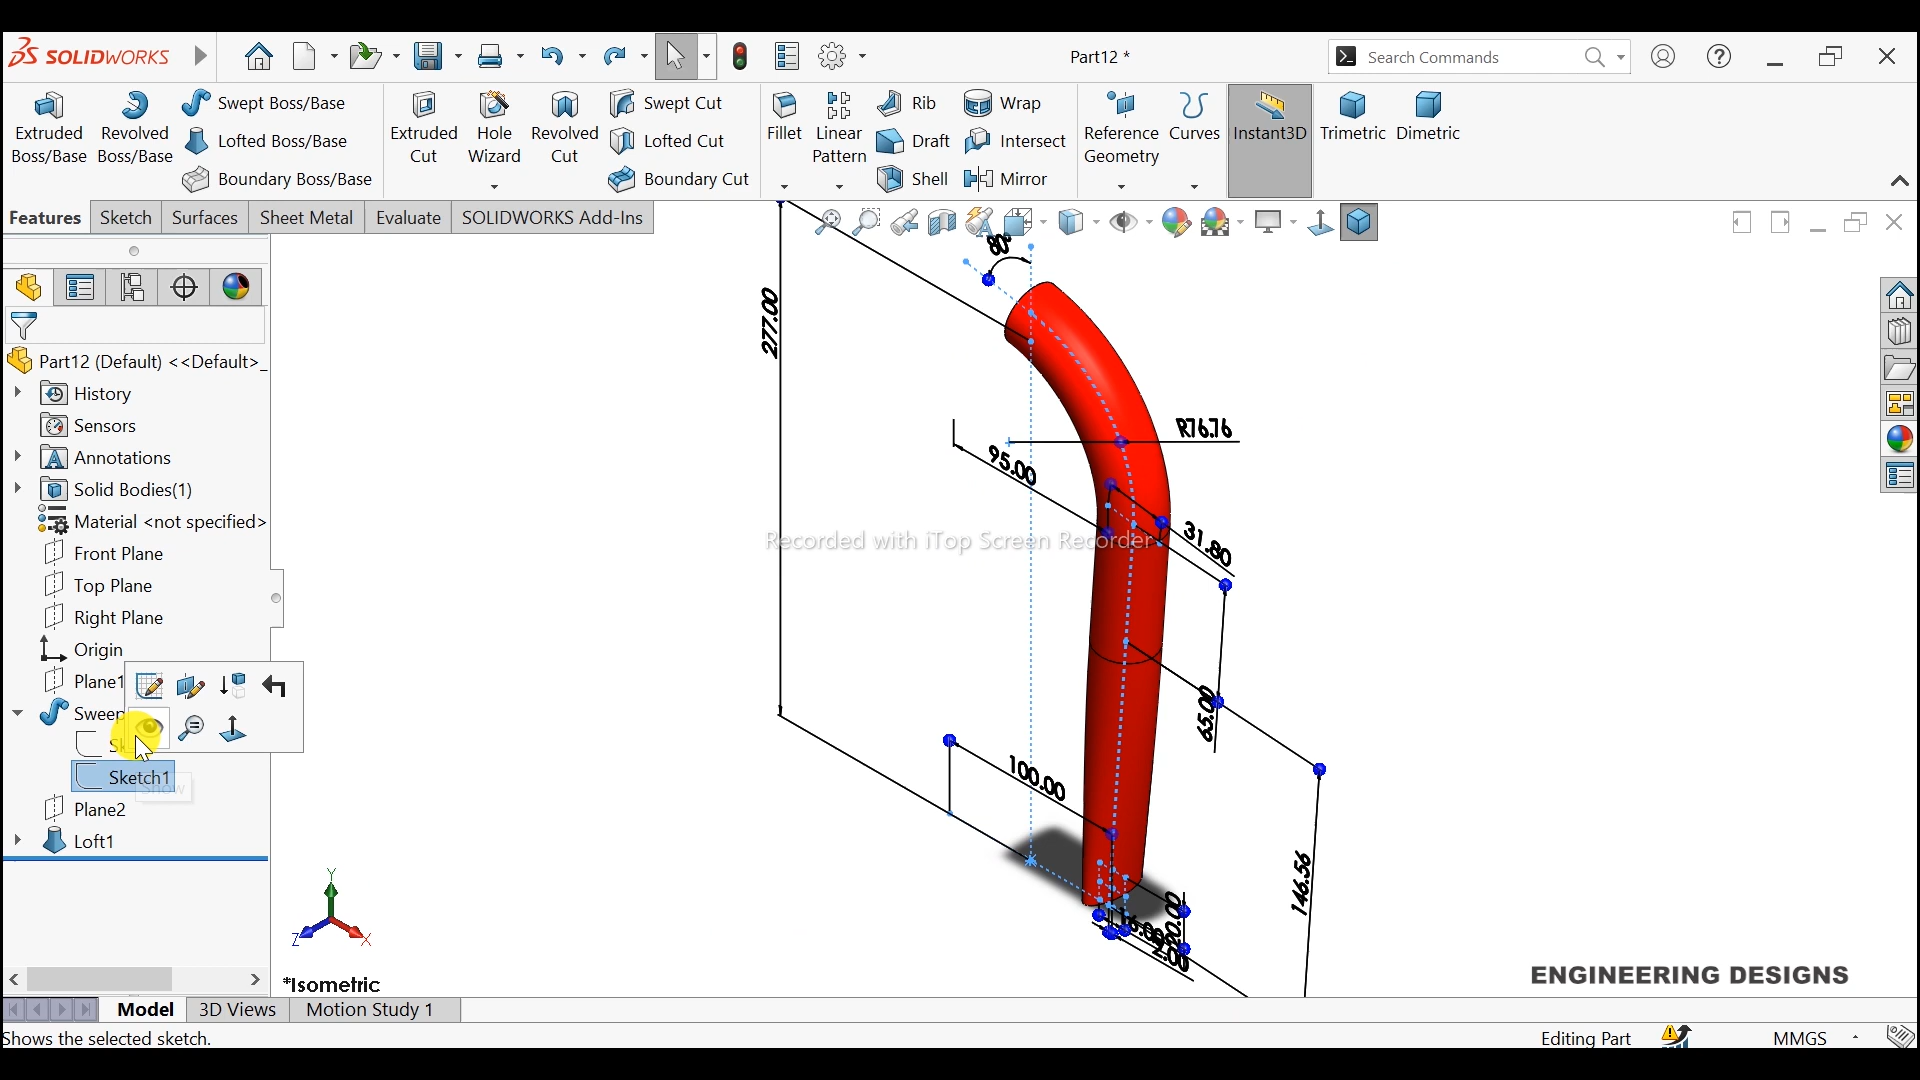 SOLIDWORKS
Part12 *
Search Commands
Extruded Boss/Base
Revolved Boss/Base
Swept Boss/Base
Lofted Boss/Base
Boundary Boss/Base
Extruded Cut
Hole Wizard
Revolved Cut
Swept Cut
Lofted Cut
Boundary Cut
Fillet
Linear Pattern
Rib
Draft
Shell
Wrap
Intersect
Mirror
Reference Geometry
Curves
Instant3D
Trimetric
Dimetric
Features
Sketch
Surfaces
Sheet Metal
Evaluate
SOLIDWORKS Add-Ins
Part12 (Default) <<Default>_
History
Sensors
Annotations
Solid Bodies(1)
Material <not specified>
Front Plane
Top Plane
Right Plane
Origin
Plane1
Sweep
Sketch1
Show
Plane2
Loft1
80°
277.00
R76.76
95.00
31.80
65.00
100.00
146.56
20.00
Recorded with iTop Screen Recorder
Y
Z
X
*Isometric
ENGINEERING DESIGNS
Model
3D Views
Motion Study 1
Shows the selected sketch.
Editing Part
MMGS